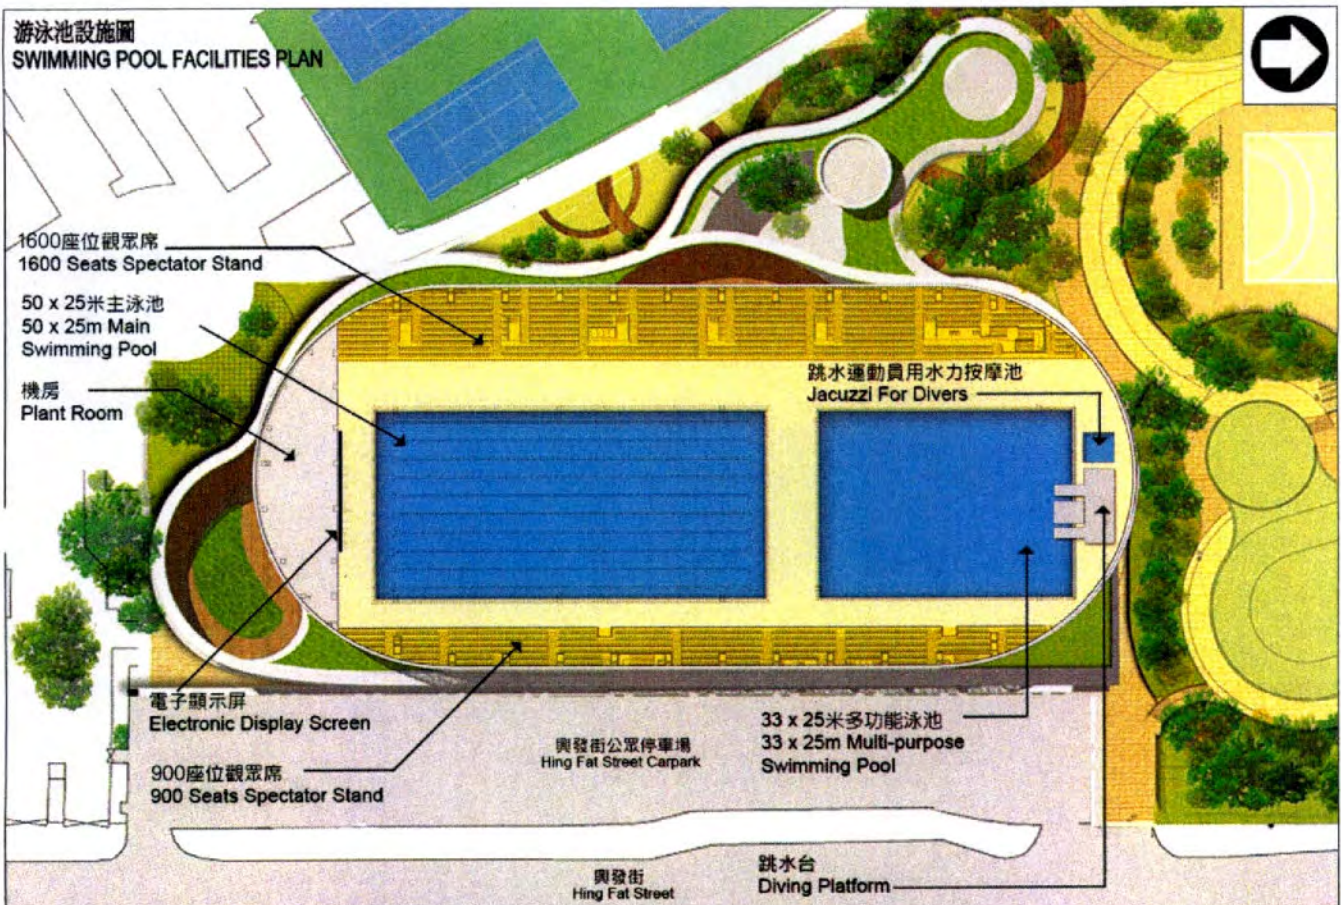 游泳池設施圖
SWIMMING POOL FACILITIES PLAN
1600座位觀眾席
1600 Seats Spectator Stand
50 x 25米主泳池
50 x 25m Main
Swimming Pool
機房
Plant Room
跳水運動員用水力按摩池
Jacuzzi For Divers
電子顯示屏
Electronic Display Screen
900座位觀眾席
900 Seats Spectator Stand
興發街公眾停車場
Hing Fat Street Carpark
33 x 25米多功能泳池
33 x 25m Multi-purpose
Swimming Pool
興發街
Hing Fat Street
跳水台
Diving Platform